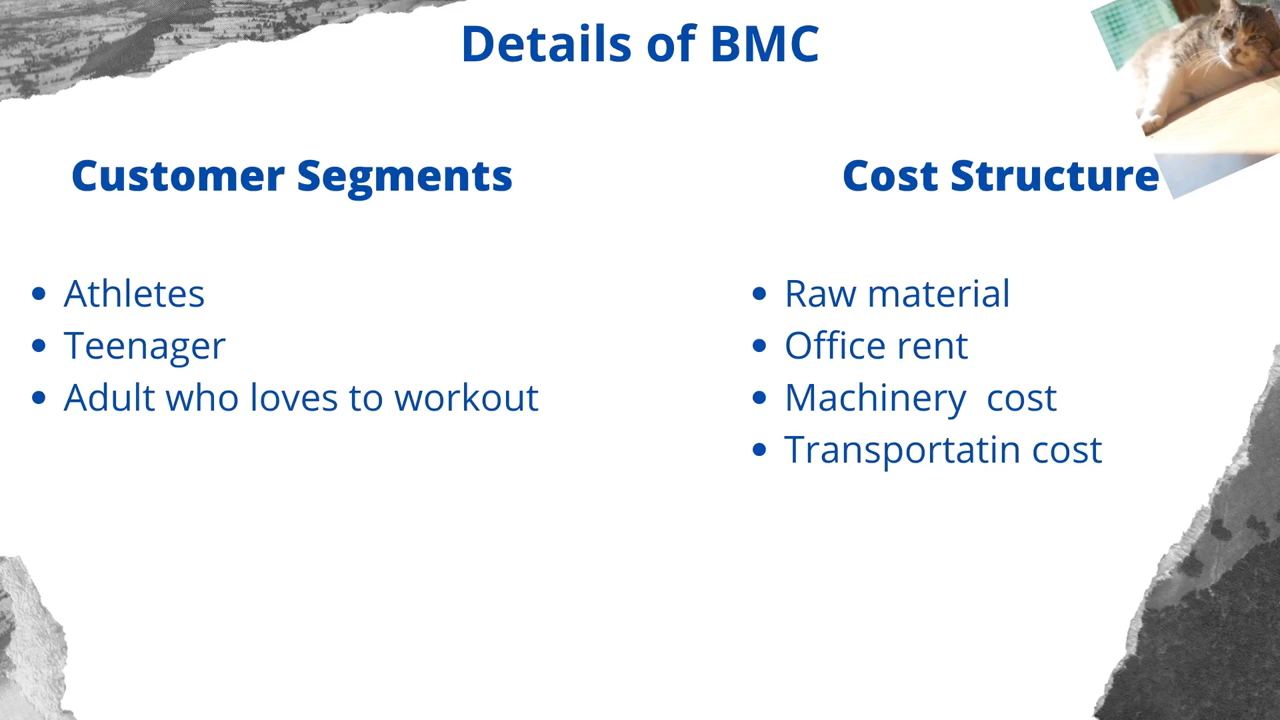 Details of BMC
Customer Segments
• Athletes
• Teenager
• Adult who loves to workout
Cost Structure
• Raw material
• Office rent
• Machinery  cost
• Transportatin cost